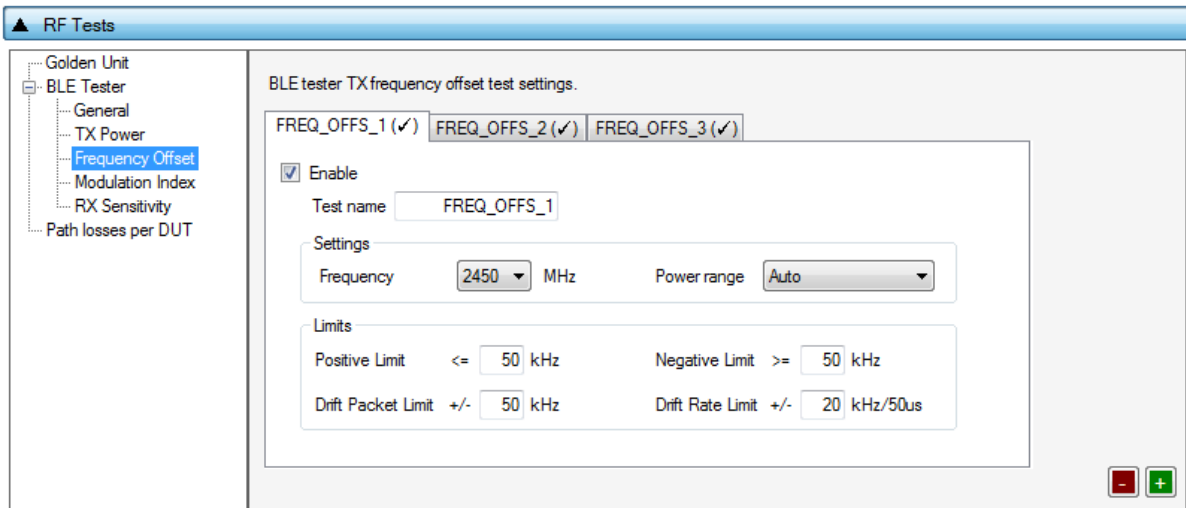 ▲ RF Tests
Golden Unit
BLE Tester
General
TX Power
Frequency Offset
Modulation Index
RX Sensitivity
Path losses per DUT
BLE tester TX frequency offset test settings.
FREQ_OFFS_1 (✓) FREQ_OFFS_2 (✓) FREQ_OFFS_3 (✓)
Enable
Test name FREQ_OFFS_1
Settings
Frequency 2450 MHz Power range Auto
Limits
Positive Limit <= 50 kHz Negative Limit >= 50 kHz
Drift Packet Limit +/- 50 kHz Drift Rate Limit +/- 20 kHz/50us
- +